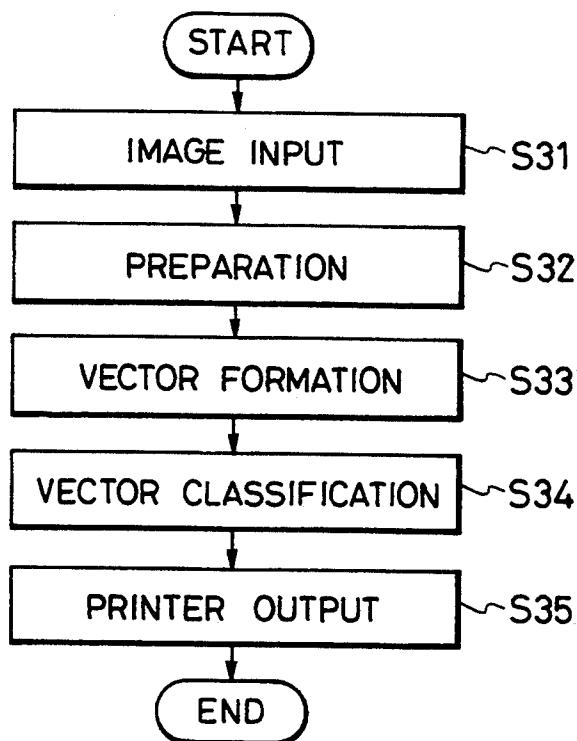 START
IMAGE INPUT S31
PREPARATION S32
VECTOR FORMATION S33
VECTOR CLASSIFICATION S34
PRINTER OUTPUT S35
END